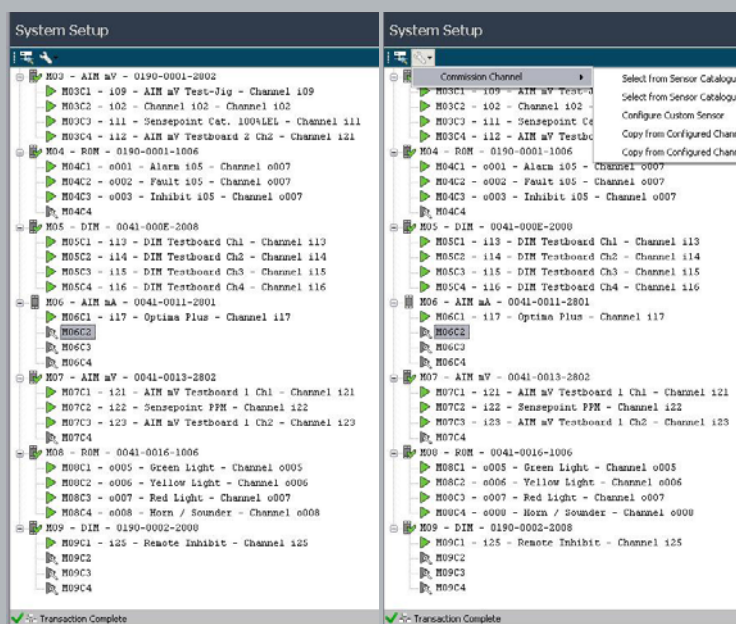 System Setup
M03 - AIM mV - 0190-0001-2802
M03C1 - i09 - AIM mV Test-Jig - Channel i09
M03C2 - i02 - Channel i02 - Channel i02
M03C3 - i11 - Sensepoint Cat. 100%LEL - Channel i11
M03C4 - i12 - AIM mV Testboard 2 Ch2 - Channel i21
M04 - ROM - 0190-0001-1006
M04C1 - o001 - Alarm i05 - Channel o007
M04C2 - o002 - Fault i05 - Channel o007
M04C3 - o003 - Inhibit i05 - Channel o007
M04C4
M05 - DIM - 0041-000E-2008
M05C1 - i13 - DIM Testboard Ch1 - Channel i13
M05C2 - i14 - DIM Testboard Ch2 - Channel i14
M05C3 - i15 - DIM Testboard Ch3 - Channel i15
M05C4 - i16 - DIM Testboard Ch4 - Channel i16
M06 - AIM mA - 0041-0011-2801
M06C1 - i17 - Optima Plus - Channel i17
M06C2
M06C3
M06C4
M07 - AIM mV - 0041-0013-2802
M07C1 - i21 - AIM mV Testboard 1 Ch1 - Channel i21
M07C2 - i22 - Sensepoint PPM - Channel i22
M07C3 - i23 - AIM mV Testboard 1 Ch2 - Channel i23
M07C4
M08 - ROM - 0041-0016-1006
M08C1 - o005 - Green Light - Channel o005
M08C2 - o006 - Yellow Light - Channel o006
M08C3 - o007 - Red Light - Channel o007
M08C4 - o008 - Horn / Sounder - Channel o008
M09 - DIM - 0190-0002-2008
M09C1 - i25 - Remote Inhibit - Channel i25
M09C2
M09C3
M09C4
Transaction Complete
System Setup
Commission Channel
Select from Sensor Catalogu
Select from Sensor Catalogu
Configure Custom Sensor
Copy from Configured Chann
Copy from Configured Chann
M03C1 - i09 - AIM mV Test-J
M03C2 - i02 - Channel i02 -
M03C3 - i11 - Sensepoint Ca
M03C4 - i12 - AIM mV Testbo
M04 - ROM - 0190-0001-1006
M04C1 - o001 - Alarm i05 - Channel o007
M04C2 - o002 - Fault i05 - Channel o007
M04C3 - o003 - Inhibit i05 - Channel o007
M04C4
M05 - DIM - 0041-000E-2008
M05C1 - i13 - DIM Testboard Ch1 - Channel i13
M05C2 - i14 - DIM Testboard Ch2 - Channel i14
M05C3 - i15 - DIM Testboard Ch3 - Channel i15
M05C4 - i16 - DIM Testboard Ch4 - Channel i16
M06 - AIM mA - 0041-0011-2801
M06C1 - i17 - Optima Plus - Channel i17
M06C2
M06C3
M06C4
M07 - AIM mV - 0041-0013-2802
M07C1 - i21 - AIM mV Testboard 1 Ch1 - Channel i21
M07C2 - i22 - Sensepoint PPM - Channel i22
M07C3 - i23 - AIM mV Testboard 1 Ch2 - Channel i23
M07C4
M08 - ROM - 0041-0016-1006
M08C1 - o005 - Green Light - Channel o005
M08C2 - o006 - Yellow Light - Channel o006
M08C3 - o007 - Red Light - Channel o007
M08C4 - o008 - Horn / Sounder - Channel o008
M09 - DIM - 0190-0002-2008
M09C1 - i25 - Remote Inhibit - Channel i25
M09C2
M09C3
M09C4
Transaction Complete